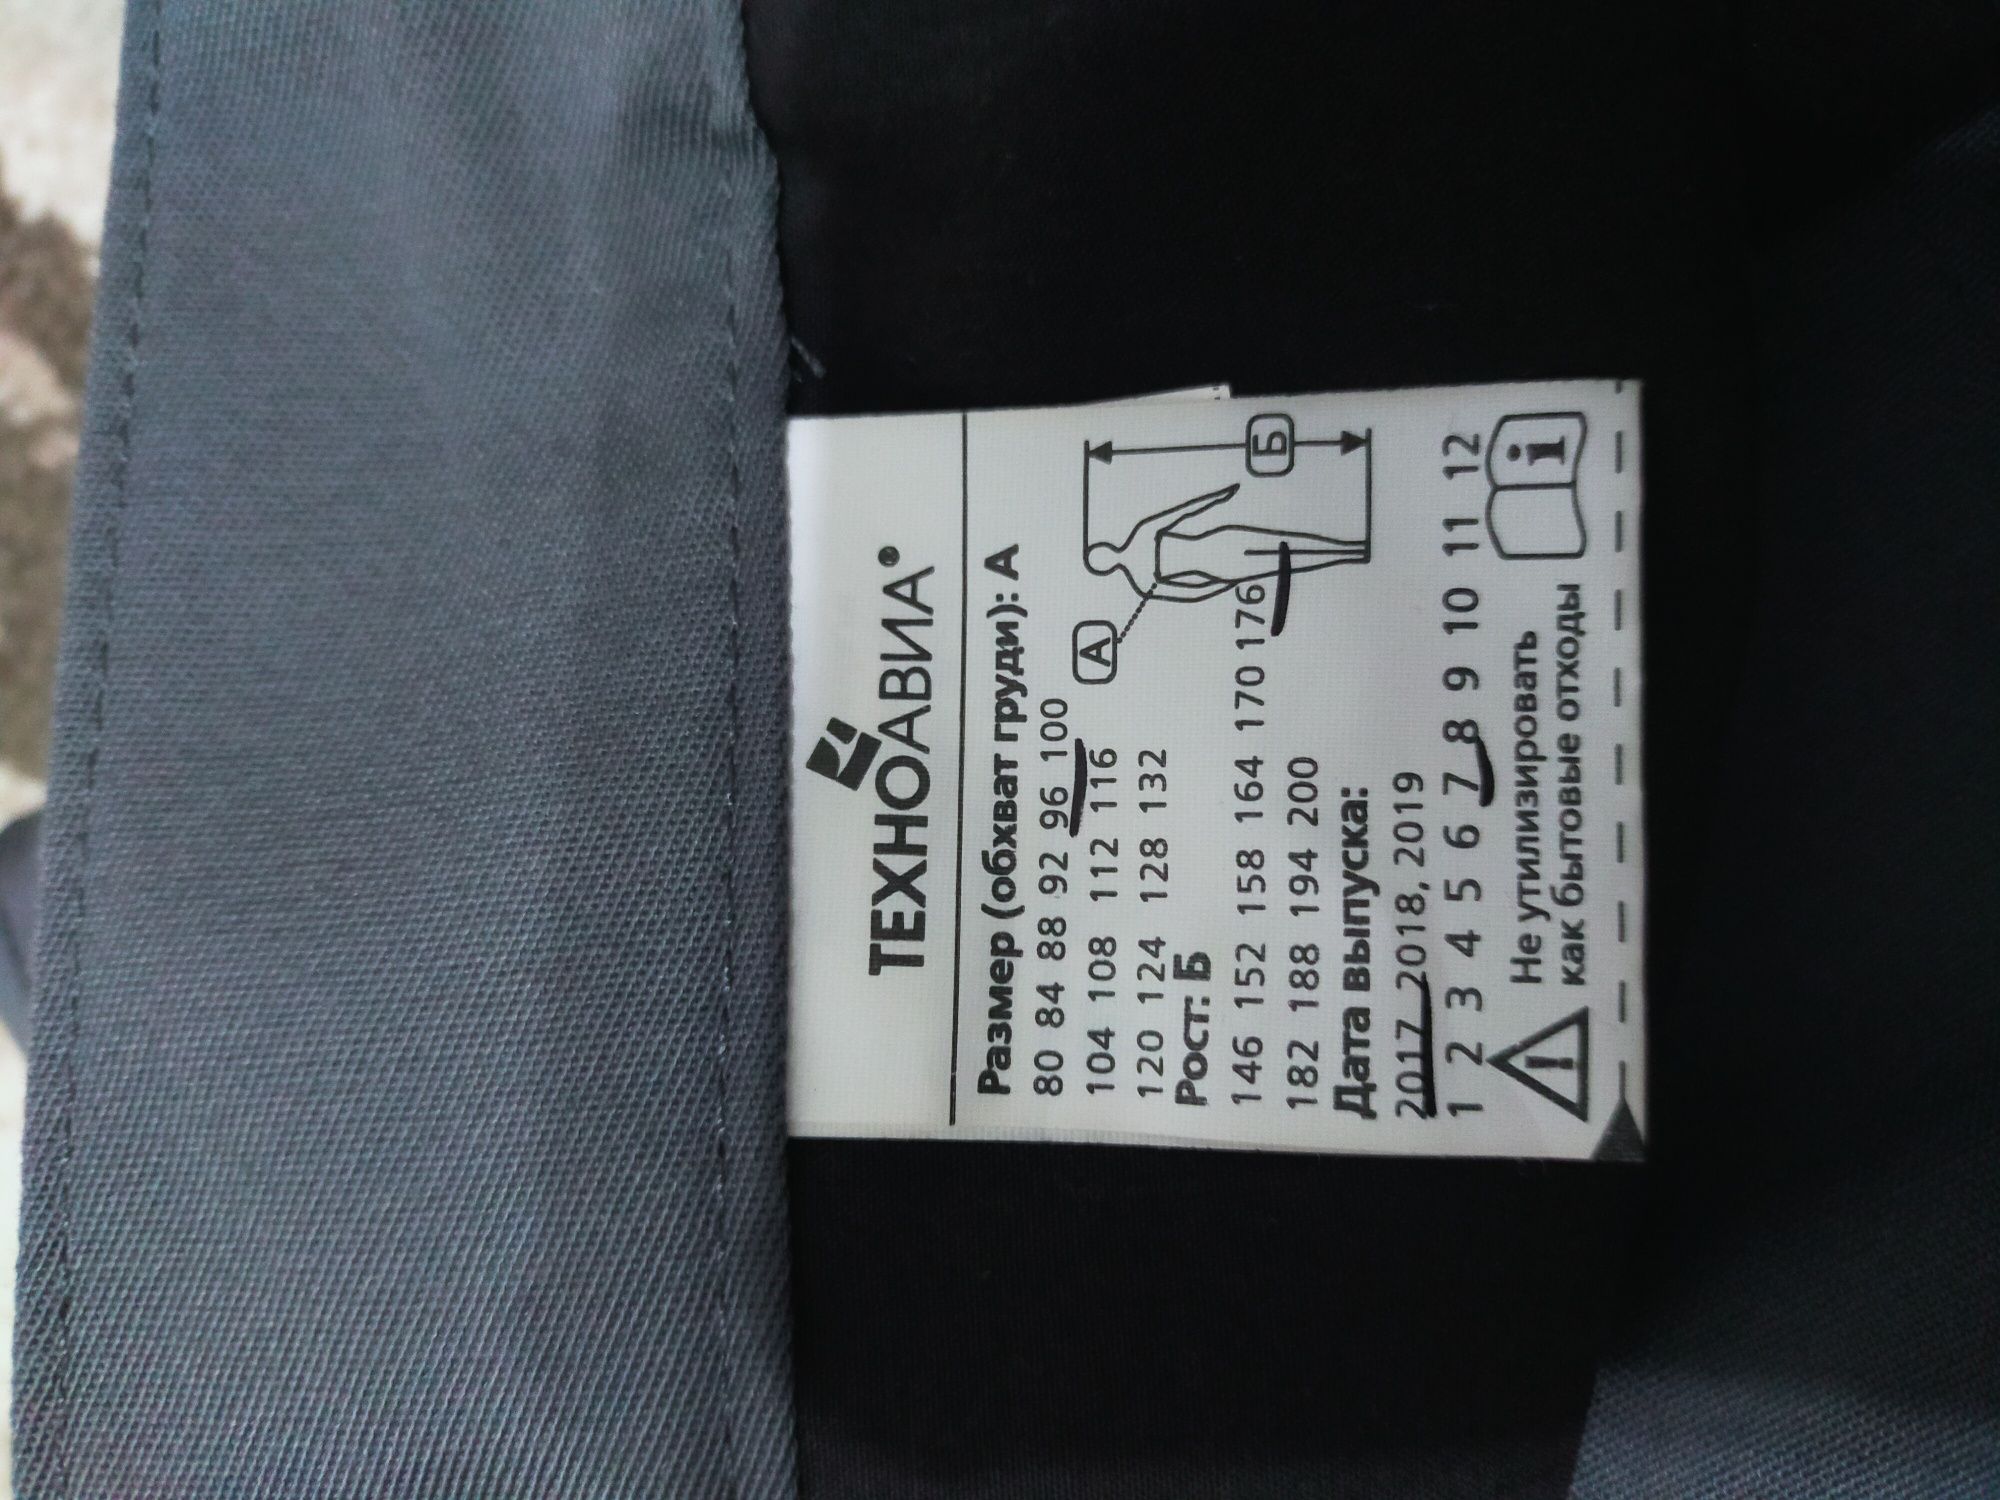 ТЕХНОАВИА®
Размер (обхват груди): А
80 84 88 92 96 100
104 108 112 116
120 124 128 132
А
Рост: Б
146 152 158 164 170 176
182 188 194 200
Б
Дата выпуска:
2017 2018, 2019
1 2 3 4 5 6 7 8 9 10 11 12
Не утилизировать
как бытовые отходы
i